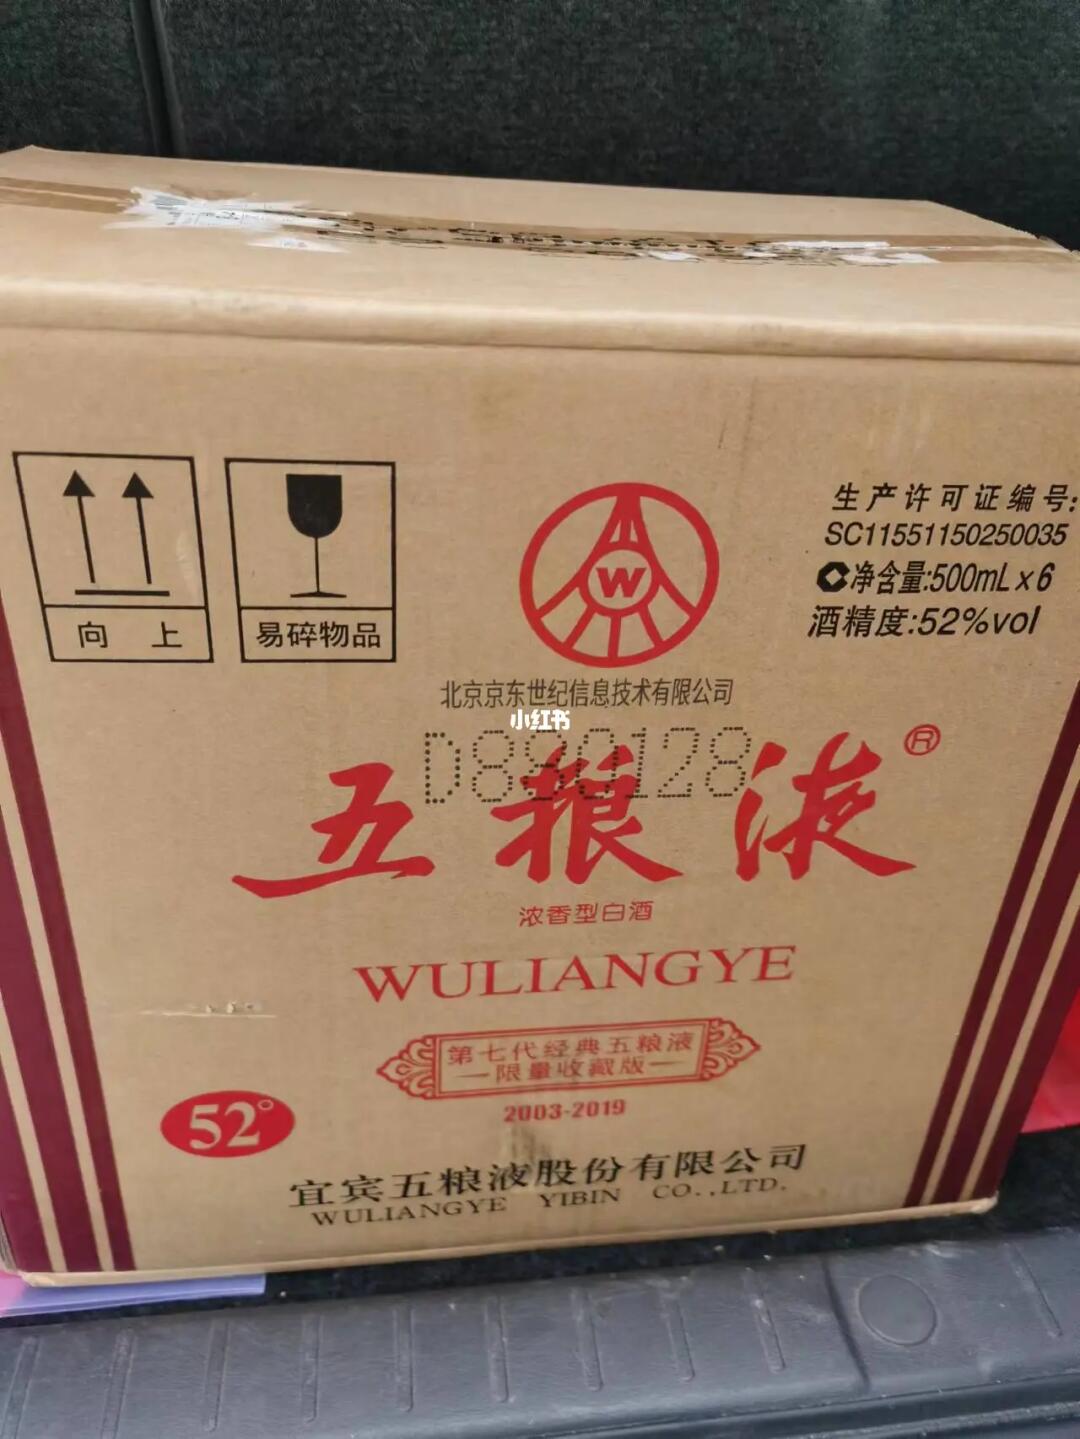 向 上
易碎物品
W
生产许可证编号:
SC11551150250035
净含量:500mL x 6
酒精度:52%vol
北京京东世纪信息技术有限公司
小红书
D890128
五粮液®
浓香型白酒
WULIANGYE
第七代经典五粮液
—限量收藏版—
2003-2019
52°
宜宾五粮液股份有限公司
WULIANGYE YIBIN CO.,LTD.